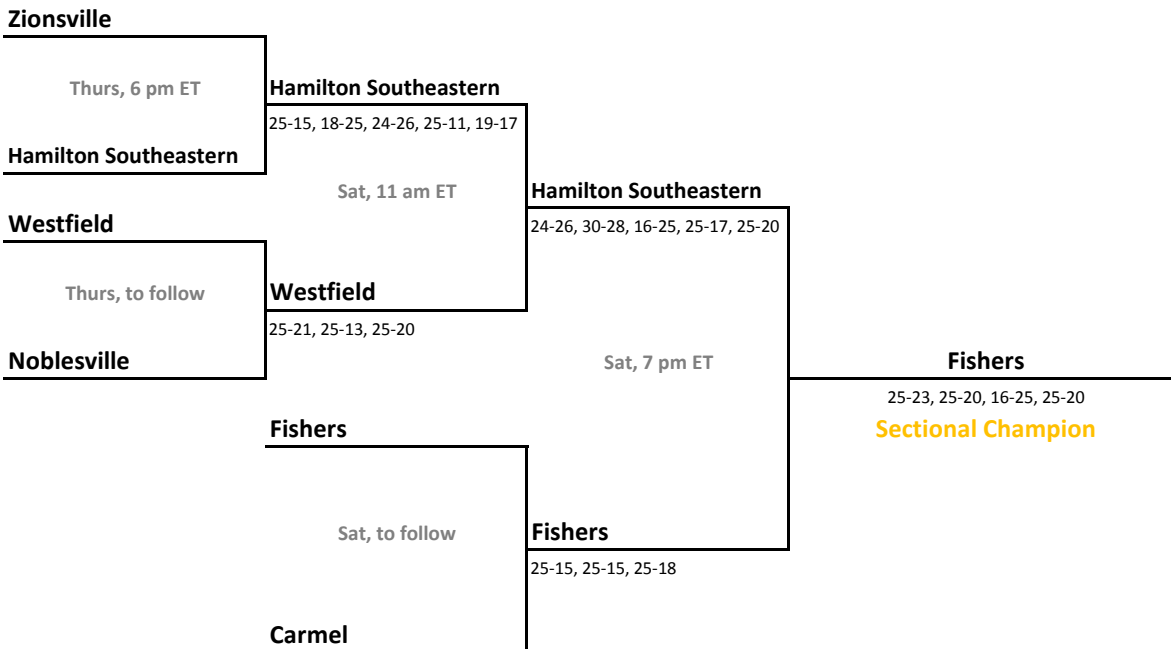 Zionsville
Thurs, 6 pm ET
Hamilton Southeastern
25-15, 18-25, 24-26, 25-11, 19-17
Hamilton Southeastern
Sat, 11 am ET
Hamilton Southeastern
24-26, 30-28, 16-25, 25-17, 25-20
Westfield
Thurs, to follow
Westfield
25-21, 25-13, 25-20
Noblesville
Sat, 7 pm ET
Fishers
25-23, 25-20, 16-25, 25-20
Sectional Champion
Fishers
Sat, to follow
Fishers
25-15, 25-15, 25-18
Carmel